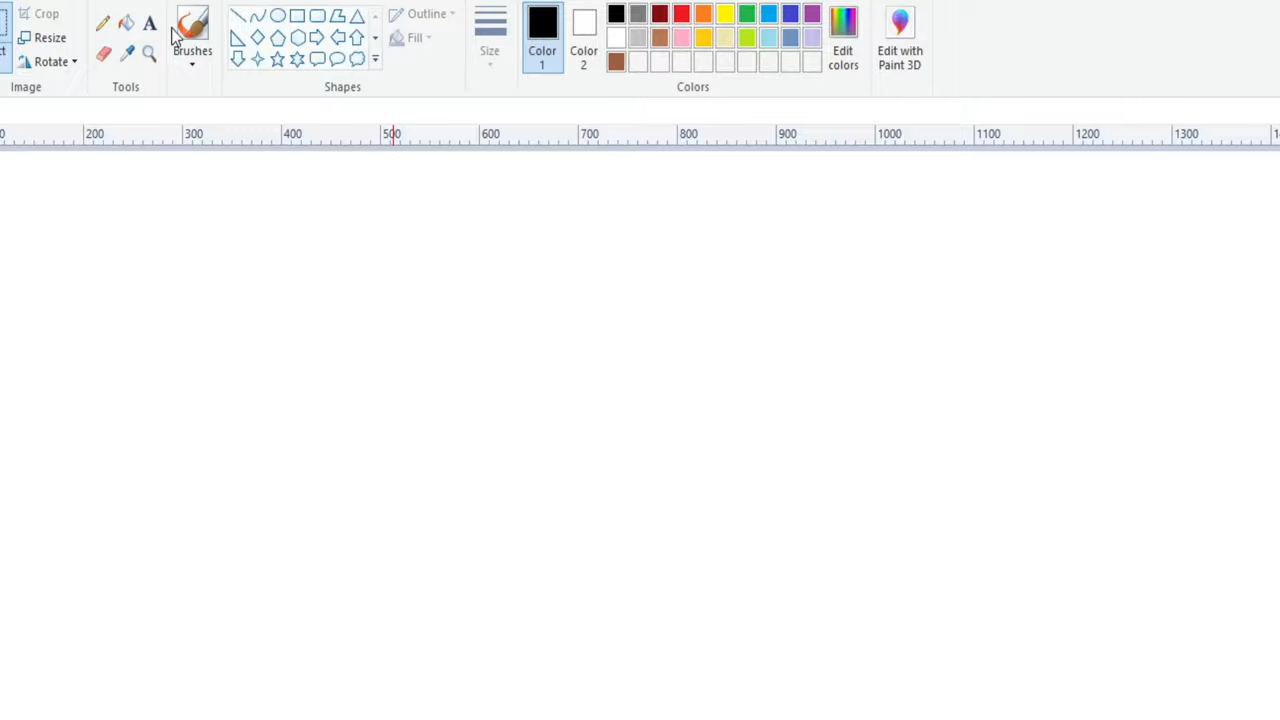 Crop
Resize
Rotate
Image
A
Tools
Brushes
Shapes
Outline
Fill
Size
Color
1
Color
2
Edit
colors
Colors
Edit with
Paint 3D
200 300 400 500 600 700 800 900 1000 1100 1200 1300